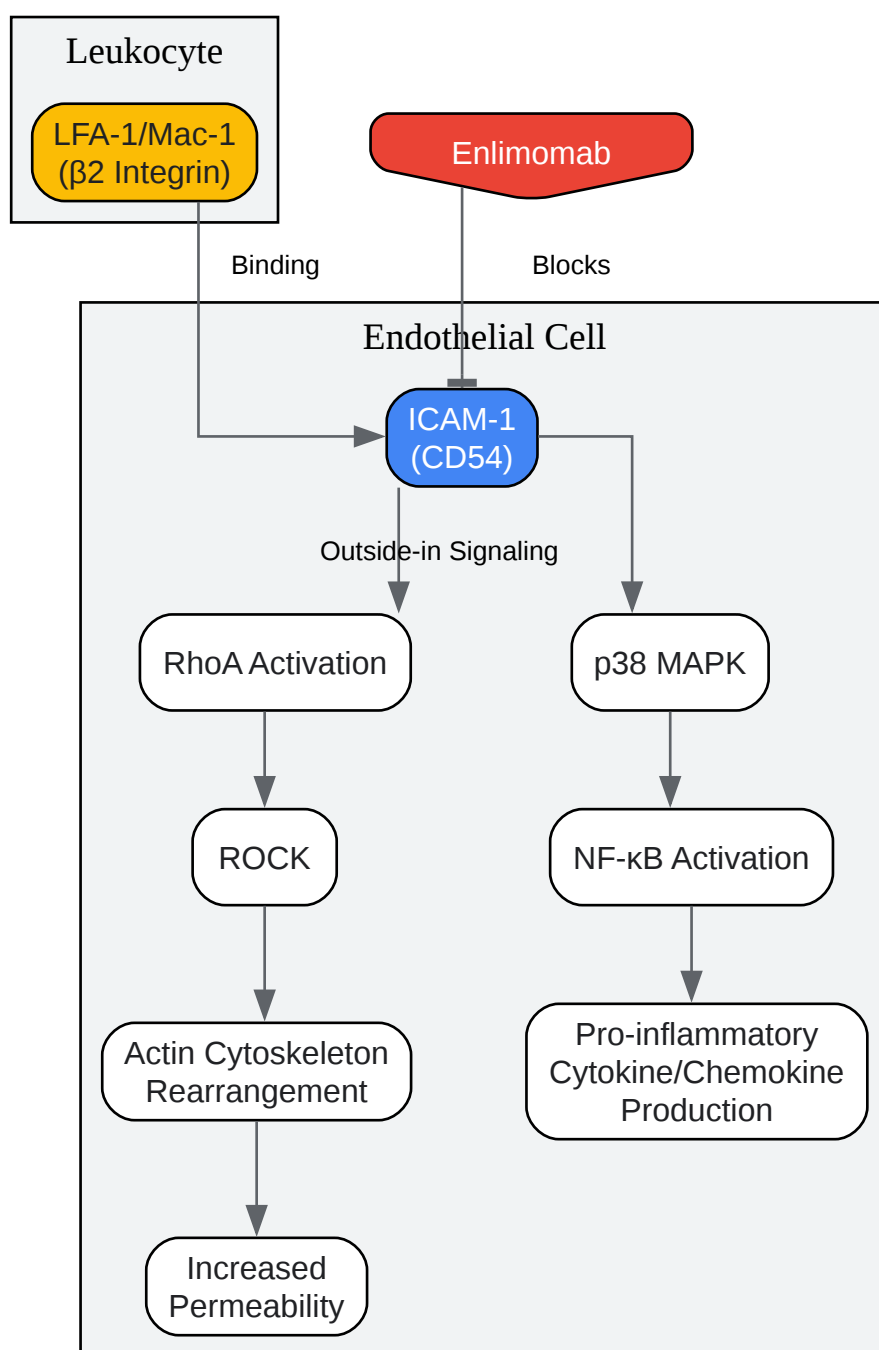 Leukocyte
LFA-1/Mac-1
(β2 Integrin)
Enlimomab
Binding
Blocks
Endothelial Cell
ICAM-1
(CD54)
Outside-in Signaling
RhoA Activation
p38 MAPK
ROCK
NF-κB Activation
Actin Cytoskeleton
Rearrangement
Pro-inflammatory
Cytokine/Chemokine
Production
Increased
Permeability